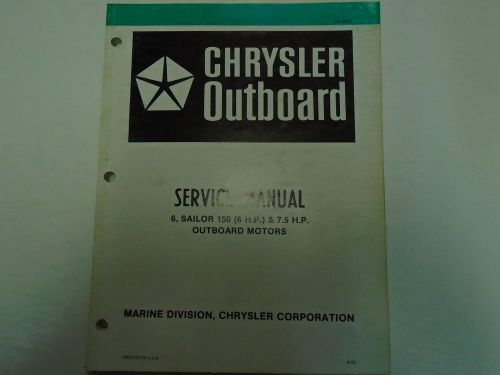 CHRYSLER
Outboard
SERVICE MANUAL
6, SAILOR 150 (6 H.P.) & 7.5 H.P.
OUTBOARD MOTORS
MARINE DIVISION, CHRYSLER CORPORATION